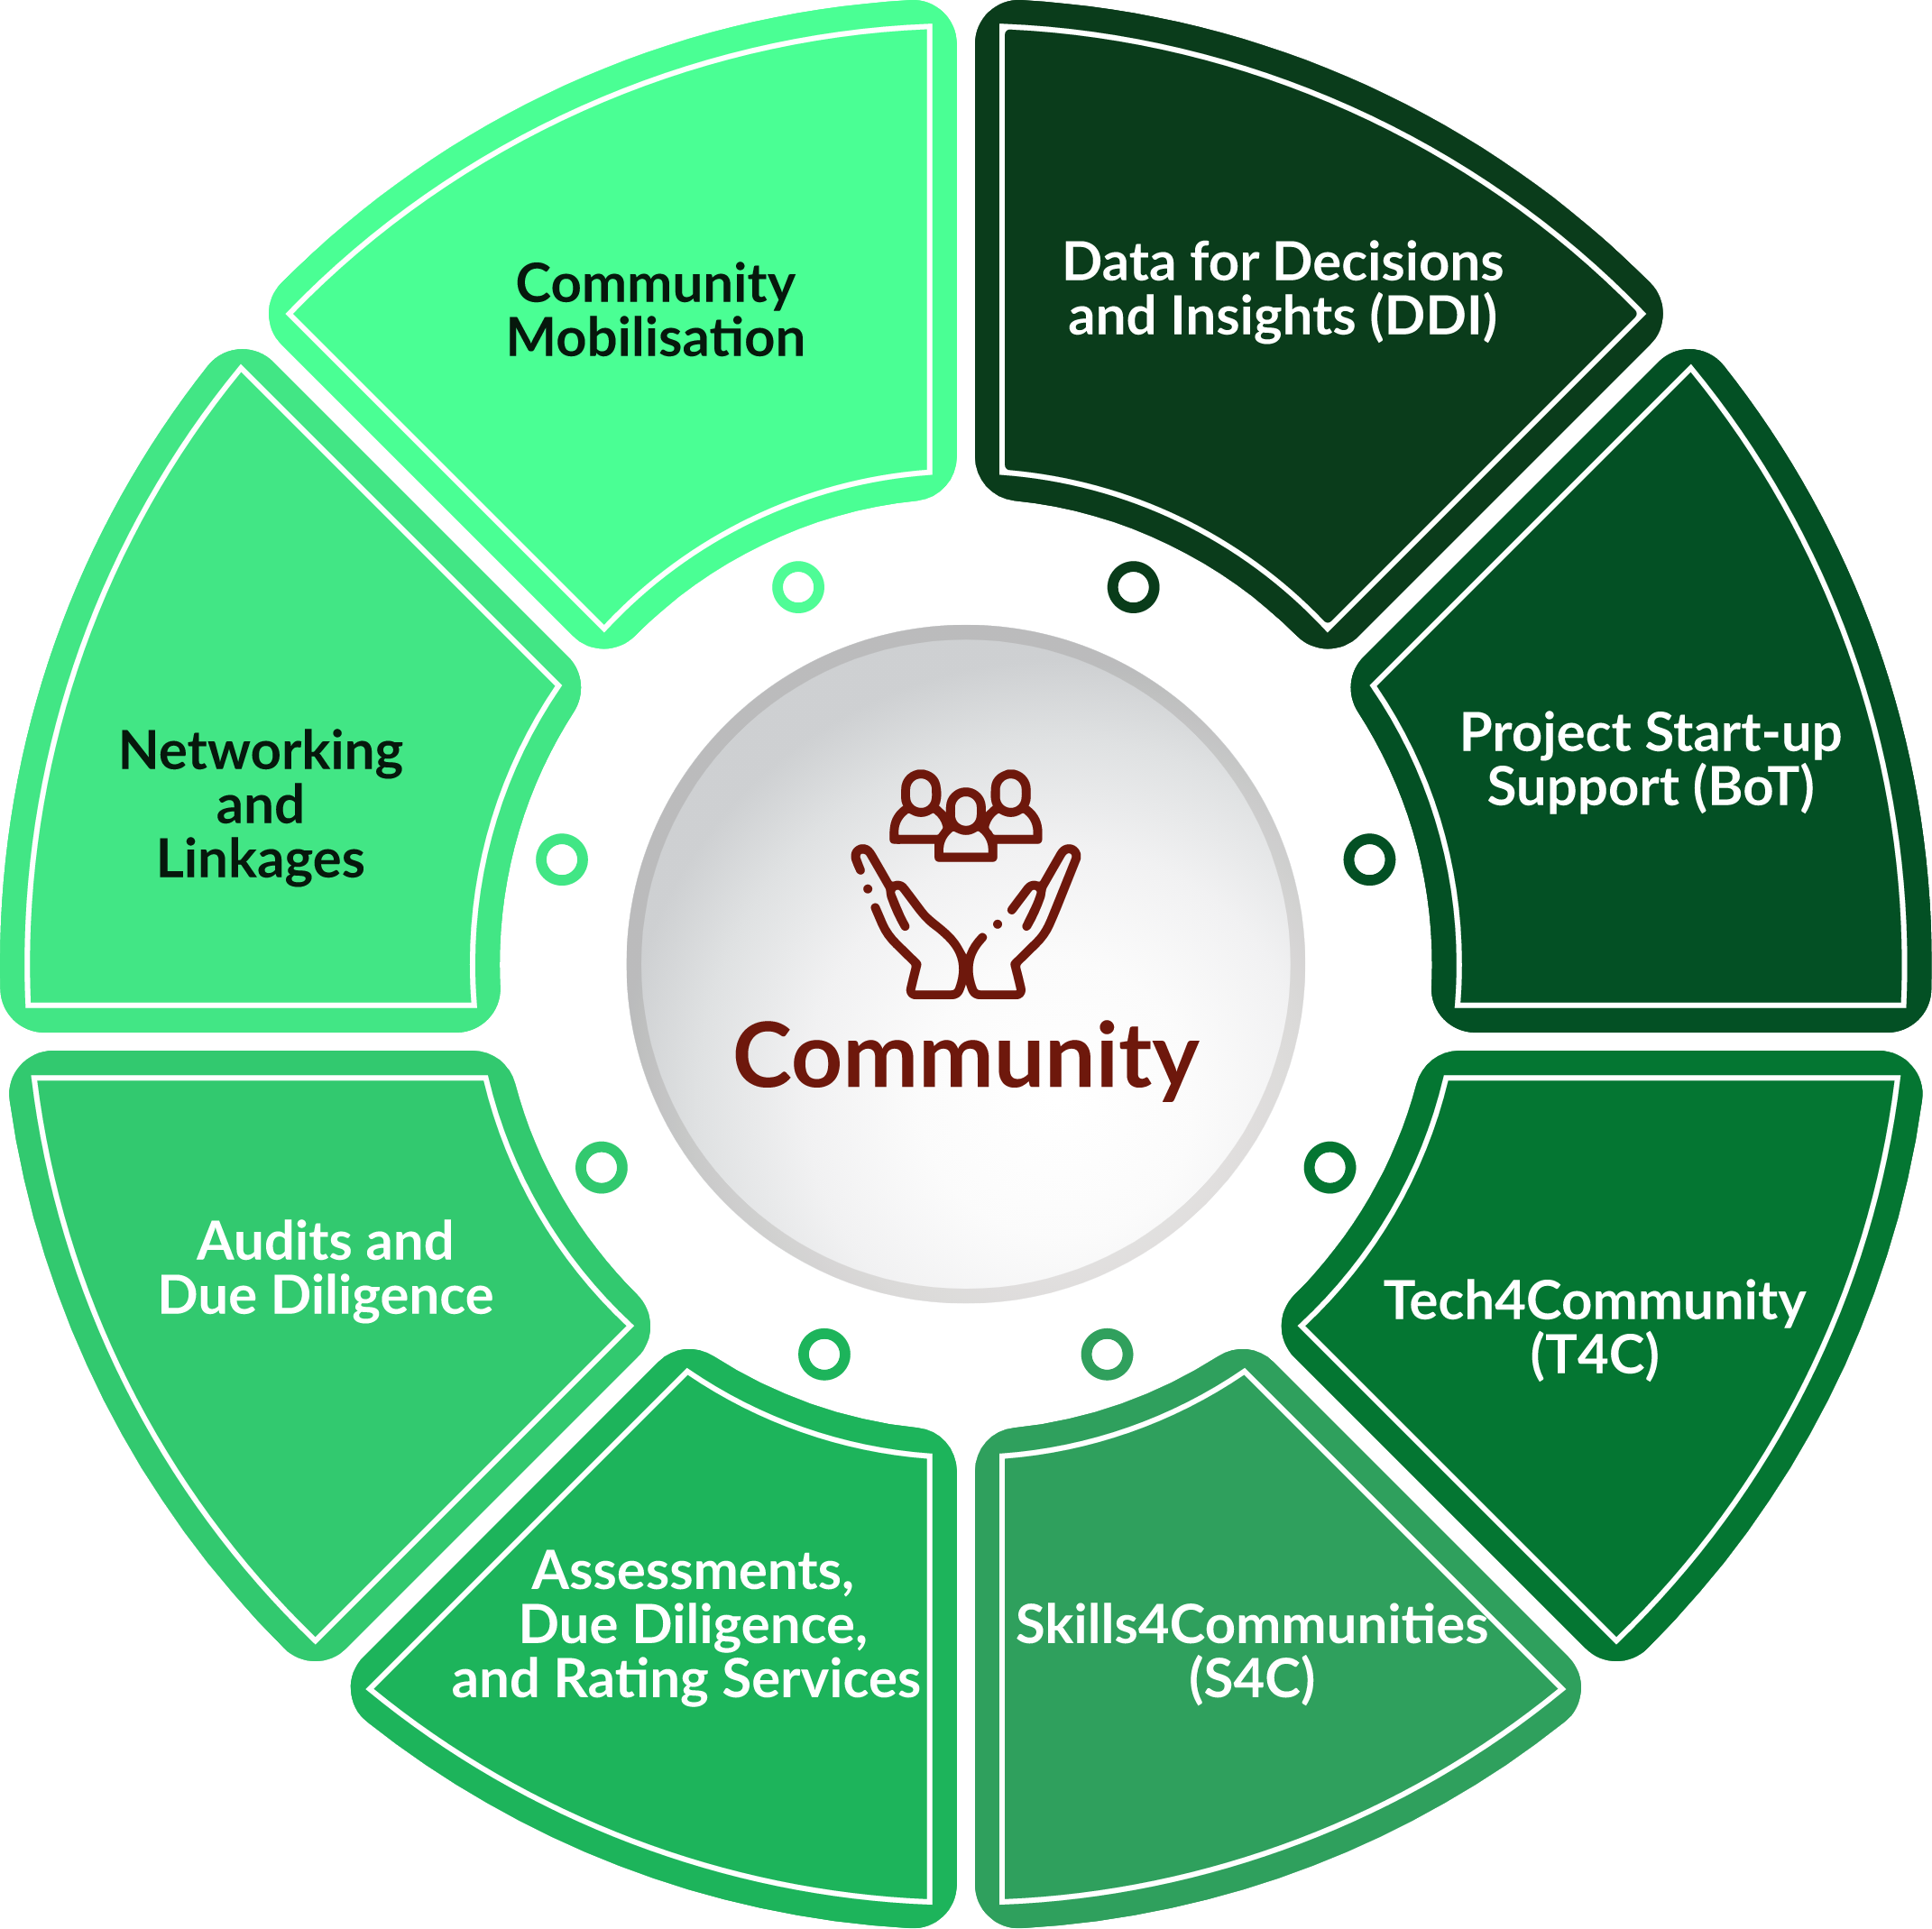 Community
Mobilisation
Data for Decisions
and Insights (DDI)
Project Start-up
Support (BoT)
Tech4Community
(T4C)
Skills4Communities
(S4C)
Assessments,
Due Diligence,
and Rating Services
Audits and
Due Diligence
Networking
and
Linkages
Community